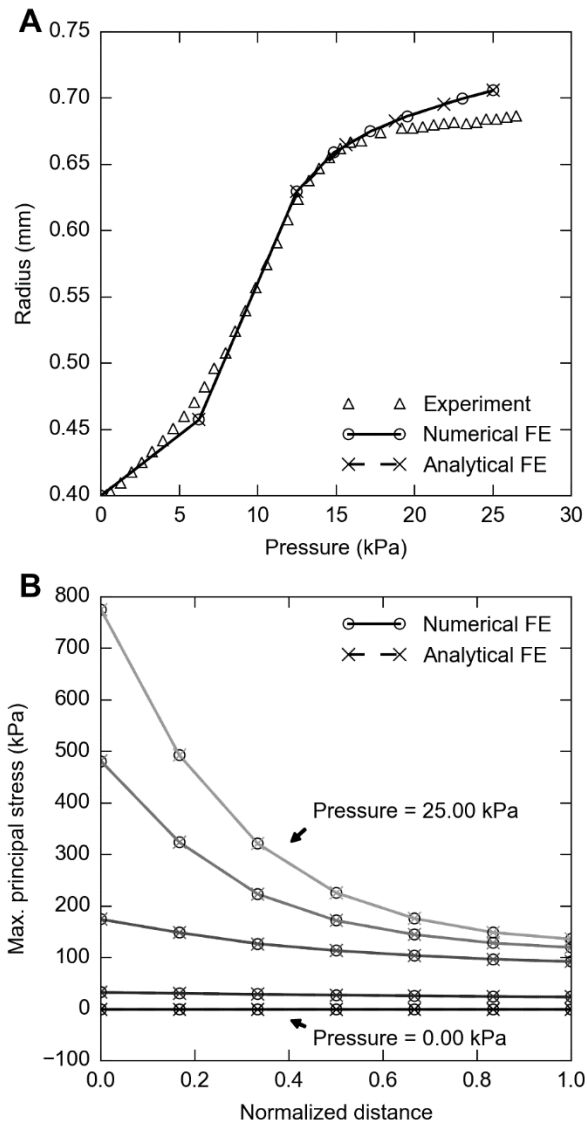 A
0.75
0.70
0.65
0.60
0.55
0.50
0.45
0.40
Radius (mm)
Experiment
Numerical FE
Analytical FE
0 5 10 15 20 25 30
Pressure (kPa)
B
800
700
600
500
400
300
200
100
0
−100
Max. principal stress (kPa)
Numerical FE
Analytical FE
Pressure = 25.00 kPa
Pressure = 0.00 kPa
0.0 0.2 0.4 0.6 0.8 1.0
Normalized distance